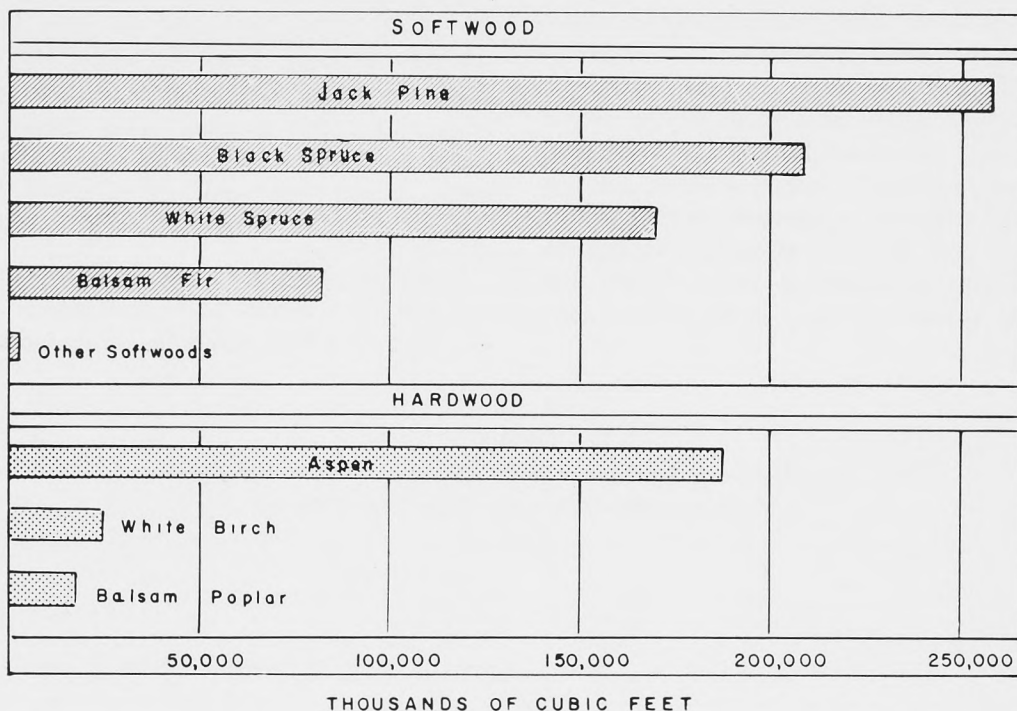 SOFTWOOD
Jack Pine
Black Spruce
White Spruce
Balsam Fir
Other Softwoods
HARDWOOD
Aspen
White Birch
Balsam Poplar
50,000 100,000 150,000 200,000 250,000
THOUSANDS OF CUBIC FEET